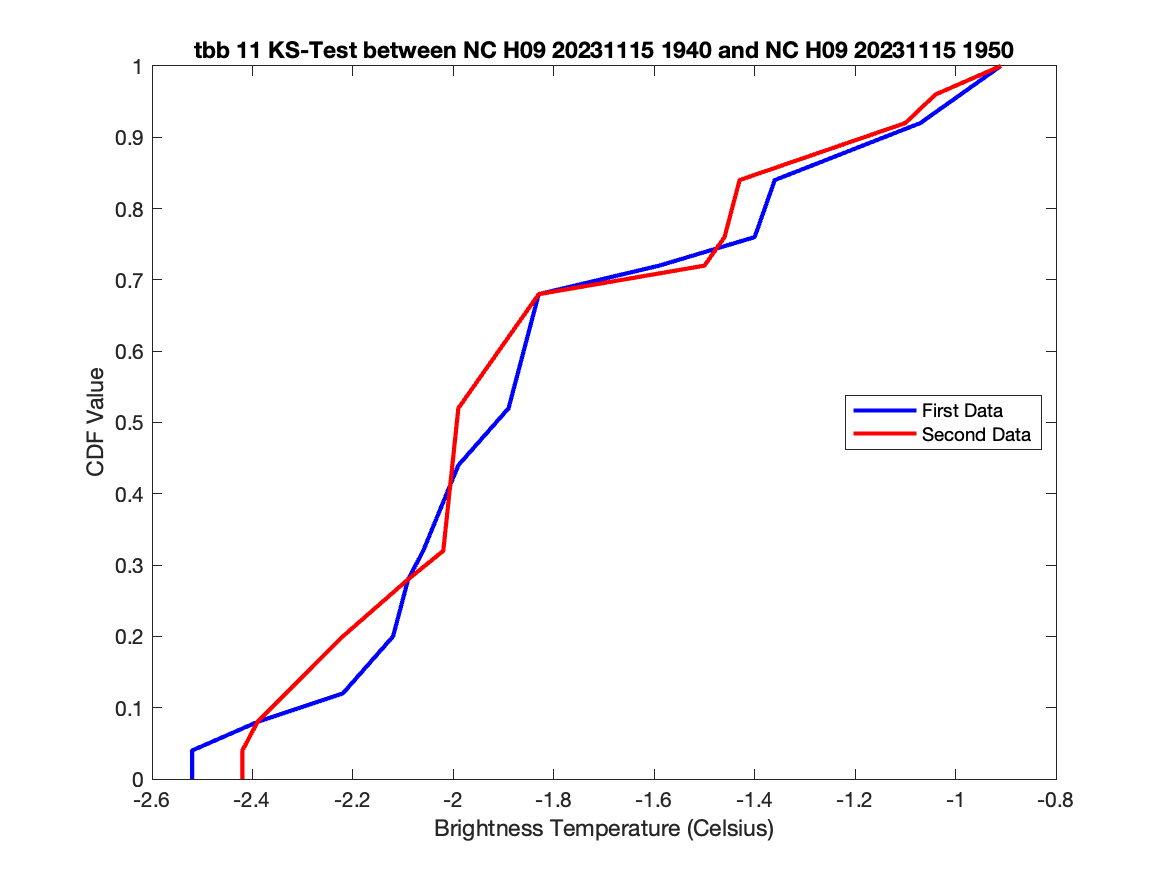 tbb 11 KS-Test between NC H09 20231115 1940 and NC H09 20231115 1950
1
0.9
0.8
0.7
0.6
0.5
0.4
0.3
0.2
0.1
0
CDF Value
First Data
Second Data
-2.6 -2.4 -2.2 -2 -1.8 -1.6 -1.4 -1.2 -1 -0.8
Brightness Temperature (Celsius)